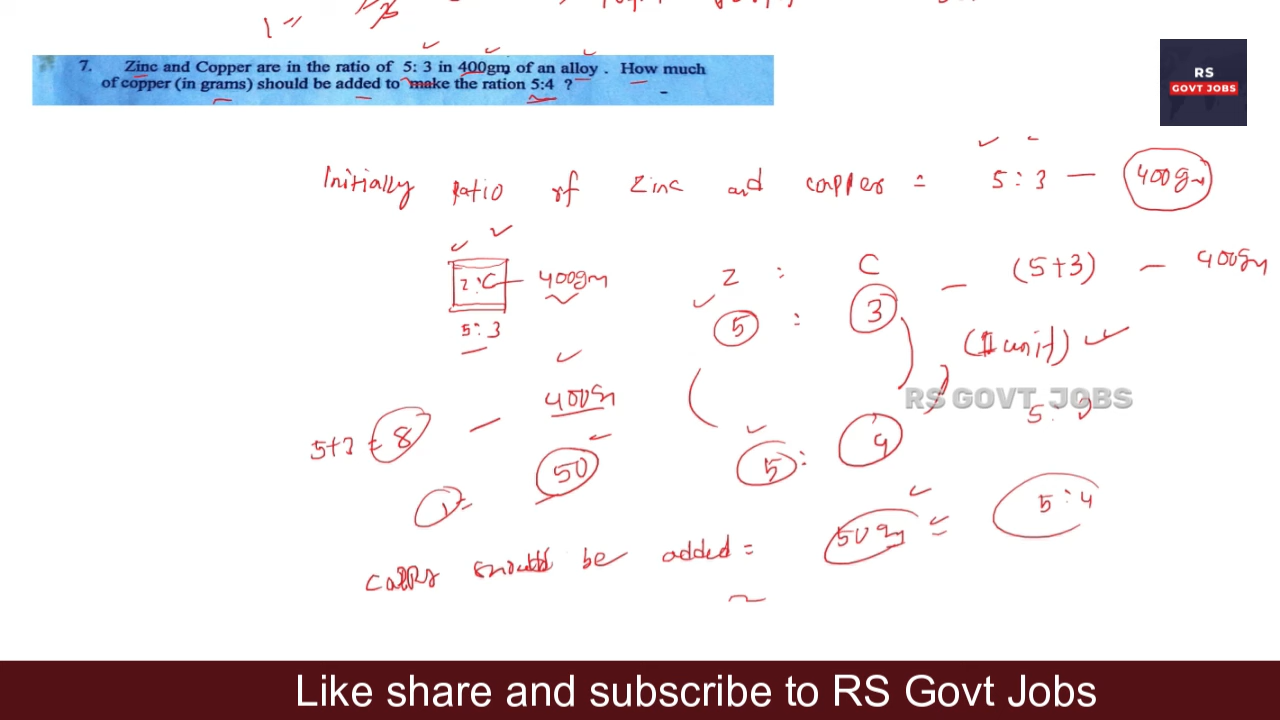 1 =
7. Zinc and Copper are in the ratio of 5: 3 in 400gm of an alloy . How much
of copper (in grams) should be added to make the ration 5:4 ?
RS
GOVT JOBS
Initially ratio of Zinc and copper = 5 : 3 — 400gm
Z : C — 400gm
5 : 3
Z : C — (5+3) — 400gm
5 : 3
(1 unit)
RS GOVT JOBS
5+3 = 8 — 400gm
5 : 4
1 = 50
5 : 4
copper should be added = 50gm =
Like share and subscribe to RS Govt Jobs